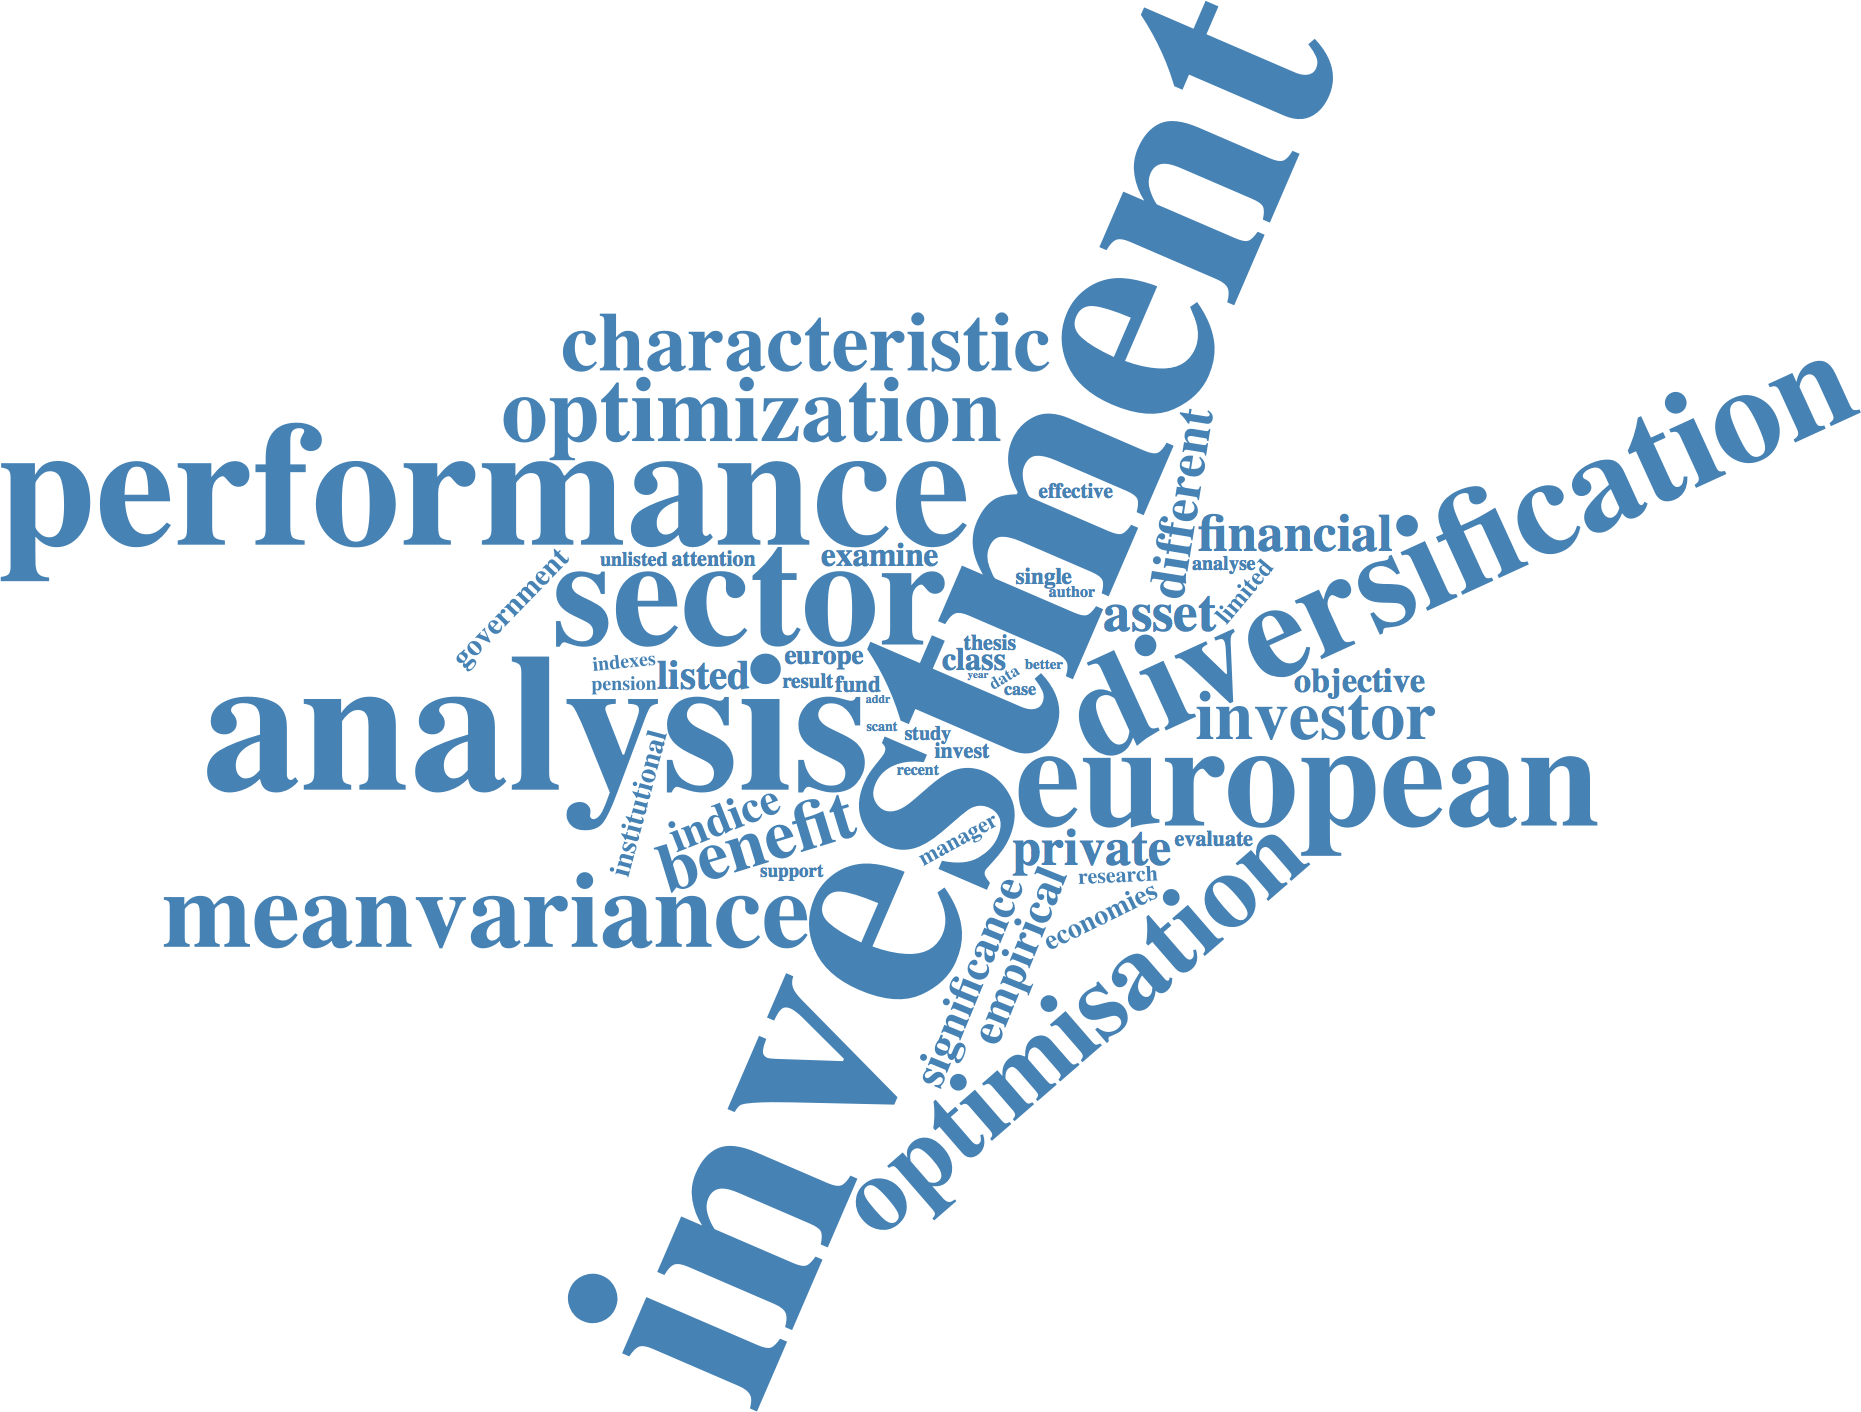 investment
characteristic
optimization
performance
different
diversification
effective
financial
unlisted attention
examine
analyse
government
sector
single
limited
author
asset
thesis
indexes
listed
europe
class
better
year
data
case
pension
result
fund
addr
objective
analysis
scant
study
invest
recent
investor
european
institutional
indice
benefit
support
manager
private
evaluate
research
meanvariance
significance
empirical
economies
optimisation